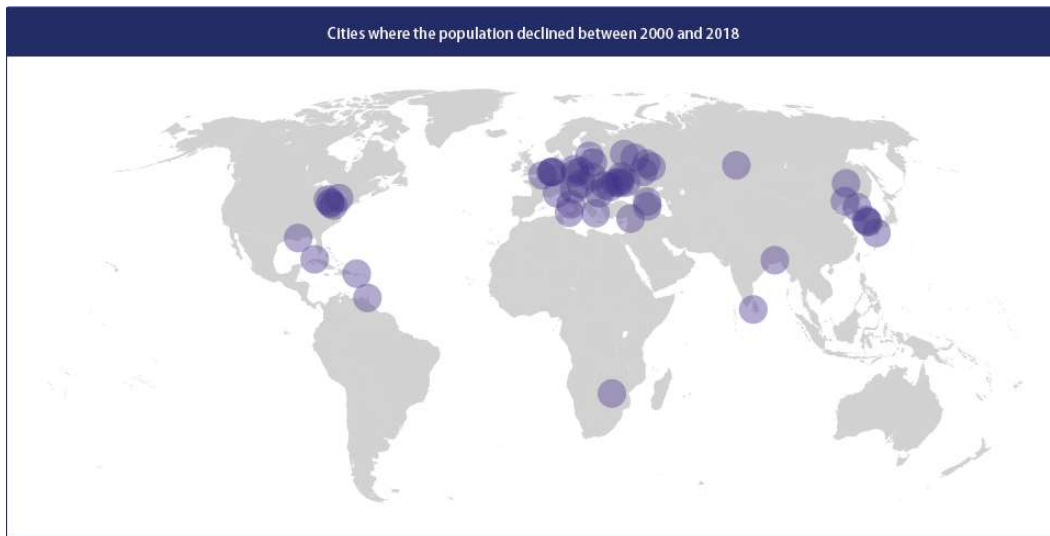 Cities where the population declined between 2000 and 2018